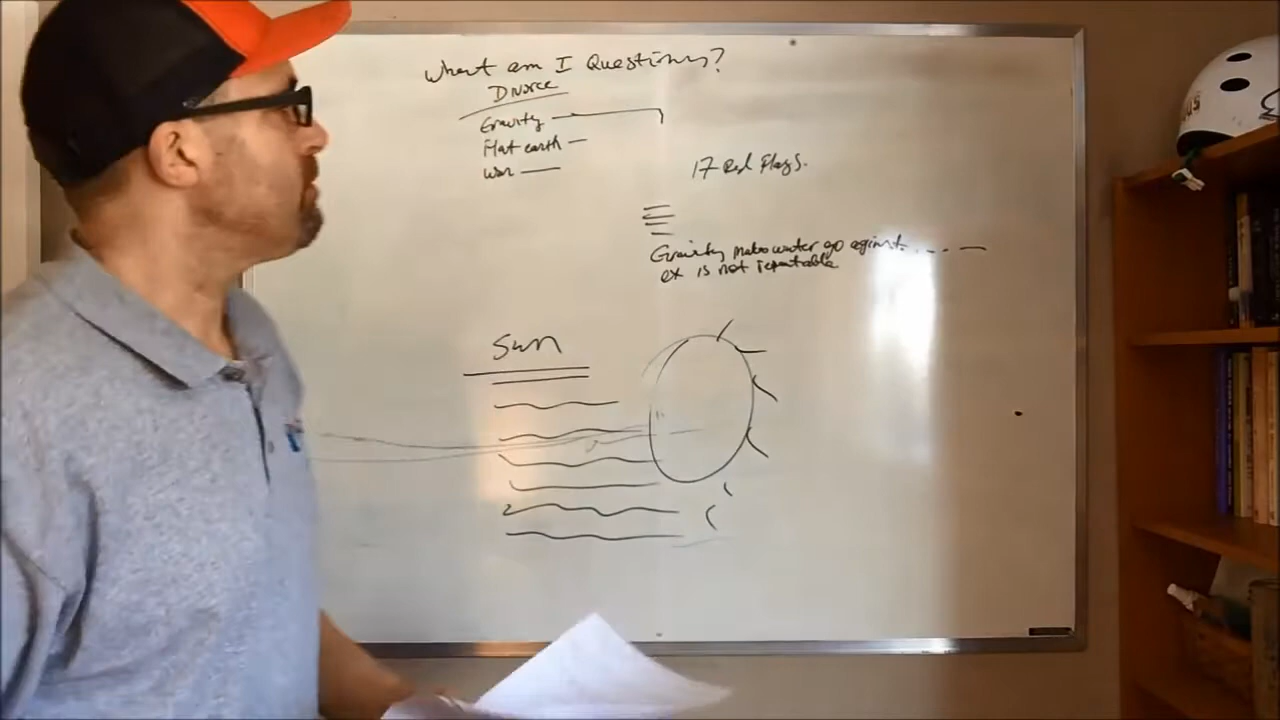 What am I Questioning?
Divorce
Gravity
Flat earth
War
17 Red Flags.
Gravity makes water go against
ex is not repeatable
Sun